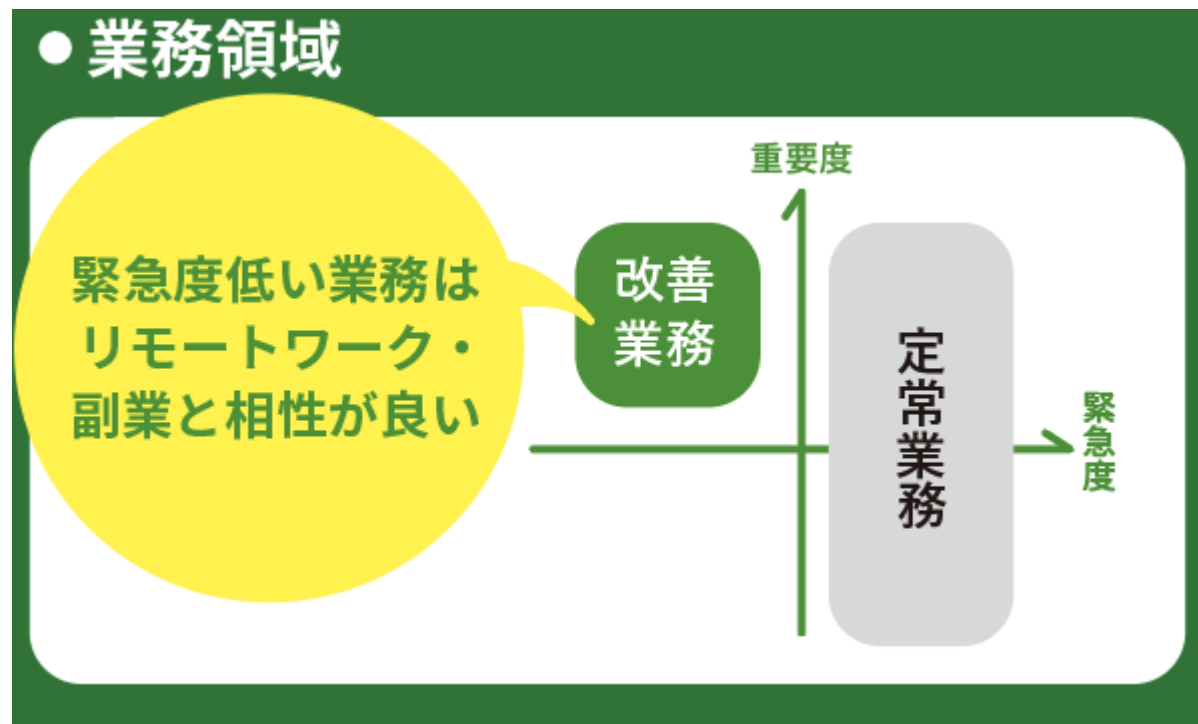 ● 業務領域
緊急度低い業務は
リモートワーク・
副業と相性が良い
重要度
改善
業務
定常業務
緊急度